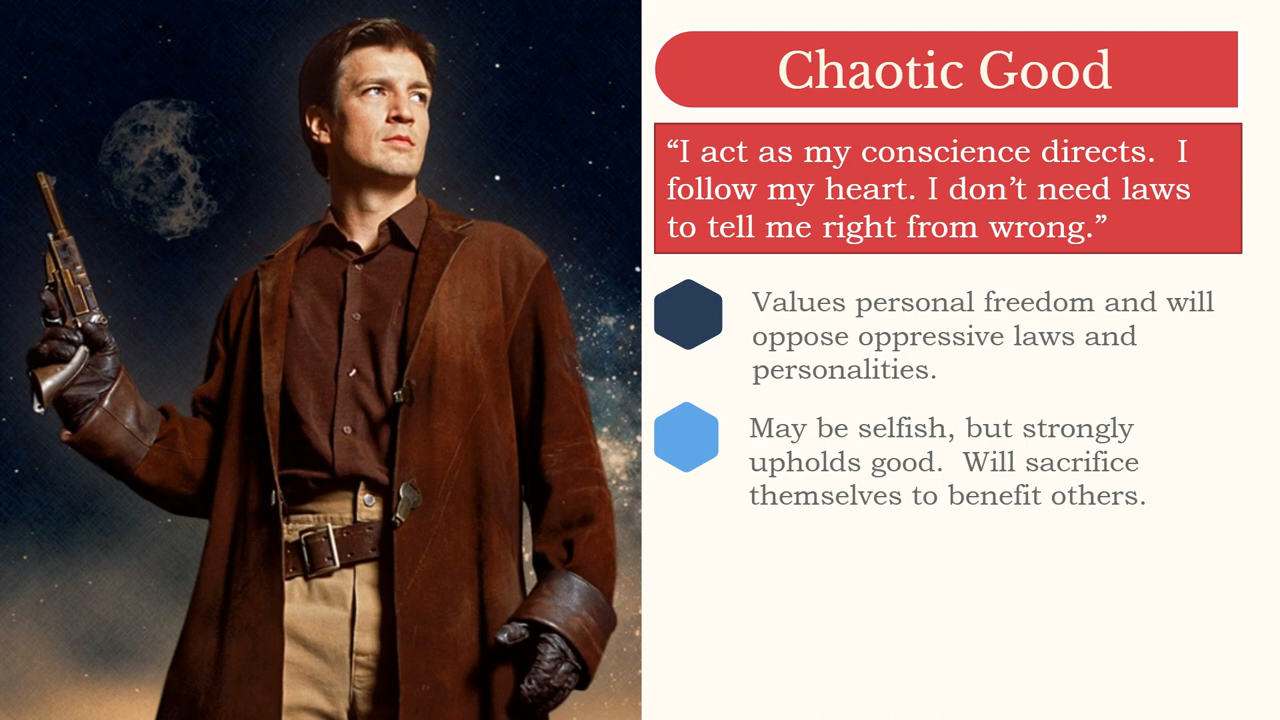 Chaotic Good
“I act as my conscience directs.  I
follow my heart. I don’t need laws
to tell me right from wrong.”
Values personal freedom and will
oppose oppressive laws and
personalities.
May be selfish, but strongly
upholds good.  Will sacrifice
themselves to benefit others.